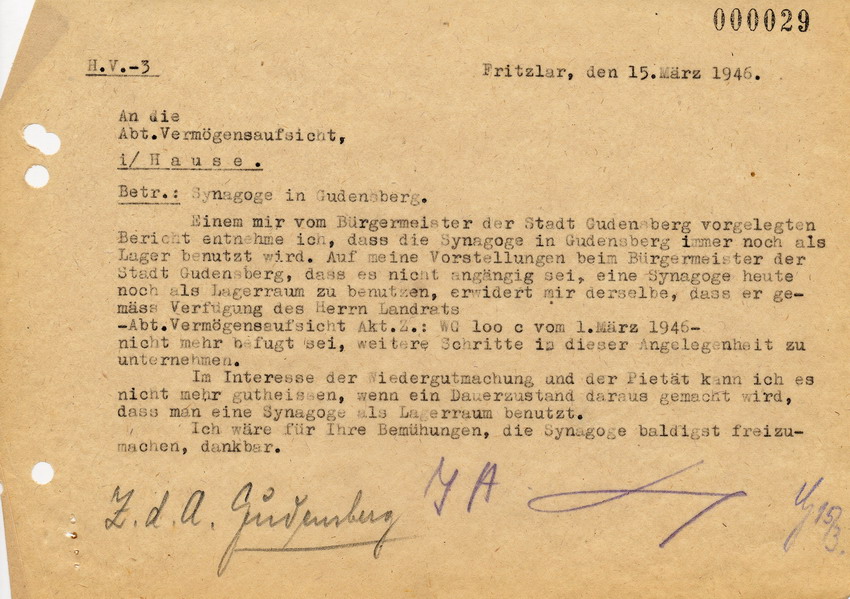 000029
H.V.-3
Fritzlar, den 15.März 1946.
An die
Abt.Vermögensaufsicht,
i/ H a u s e .
Betr.: Synagoge in Gudensberg.
Einem mir vom Bürgermeister der Stadt Gudensberg vorgelegten
Bericht entnehme ich, dass die Synagoge in Gudensberg immer noch als
Lager benutzt wird. Auf meine Vorstellungen beim Bürgermeister der
Stadt Gudensberg, dass es nicht angängig sei, eine Synagoge heute
noch als Lagerraum zu benutzen, erwidert mir derselbe, dass er ge-
mäss Verfügung des Herrn Landrats
-Abt.Vermögensaufsicht Akt.Z.: WG loo c vom 1.März 1946-
nicht mehr befugt sei, weitere Schritte in dieser Angelegenheit zu
unternehmen.
Im Interesse der Wiedergutmachung und der Pietät kann ich es
nicht mehr gutheissen, wenn ein Dauerzustand daraus gemacht wird,
dass man eine Synagoge als Lagerraum benutzt.
Ich wäre für Ihre Bemühungen, die Synagoge baldigst freizu-
machen, dankbar.
Z. d. A. Gudensberg
J A
15/3.